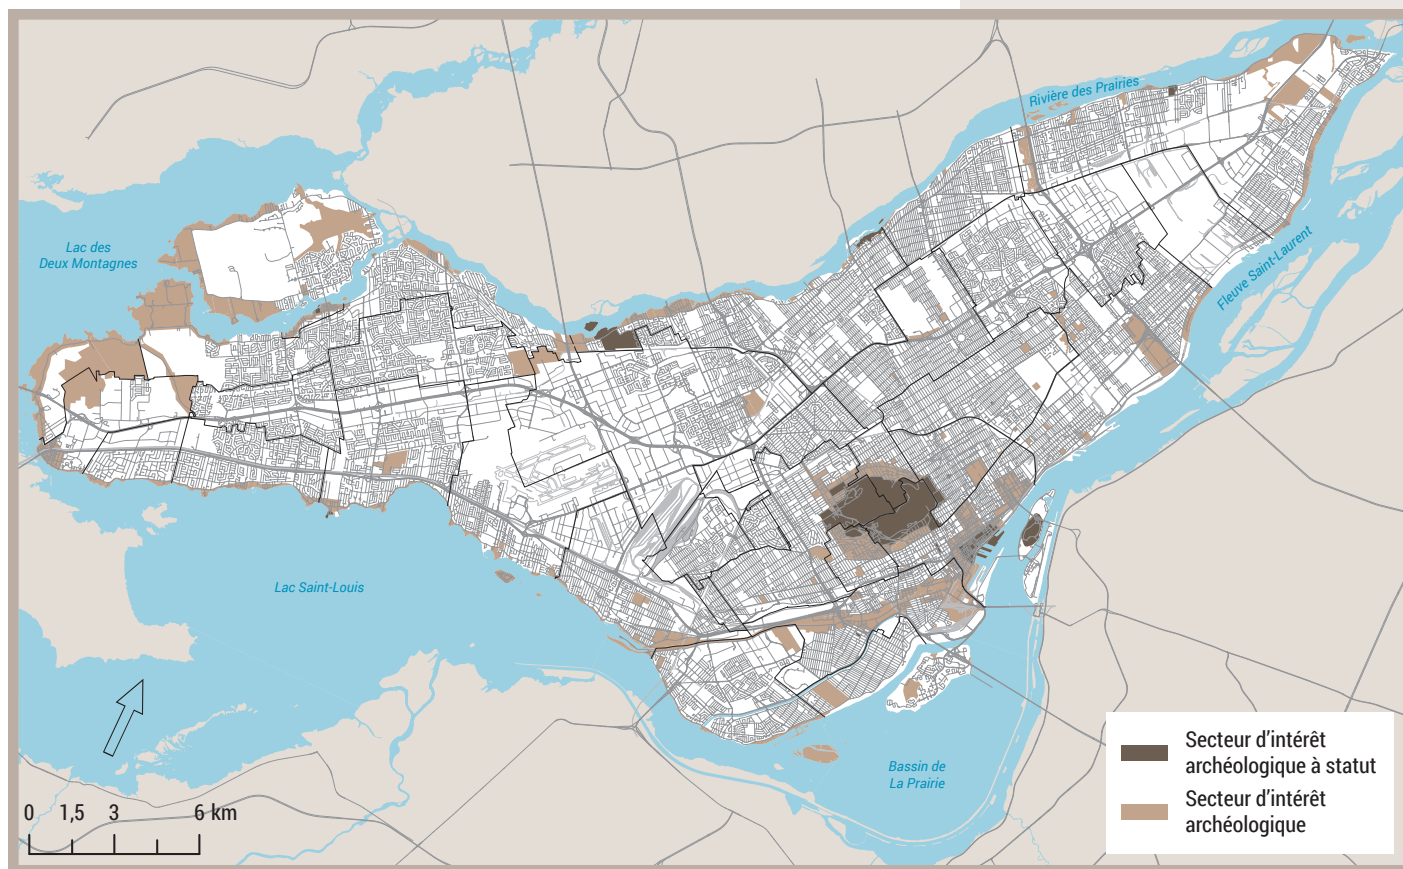 Rivière des Prairies
Lac des
Deux Montagnes
Fleuve Saint-Laurent
Lac Saint-Louis
Bassin de
La Prairie
0 1,5 3 6 km
Secteur d’intérêt
archéologique à statut
Secteur d’intérêt
archéologique